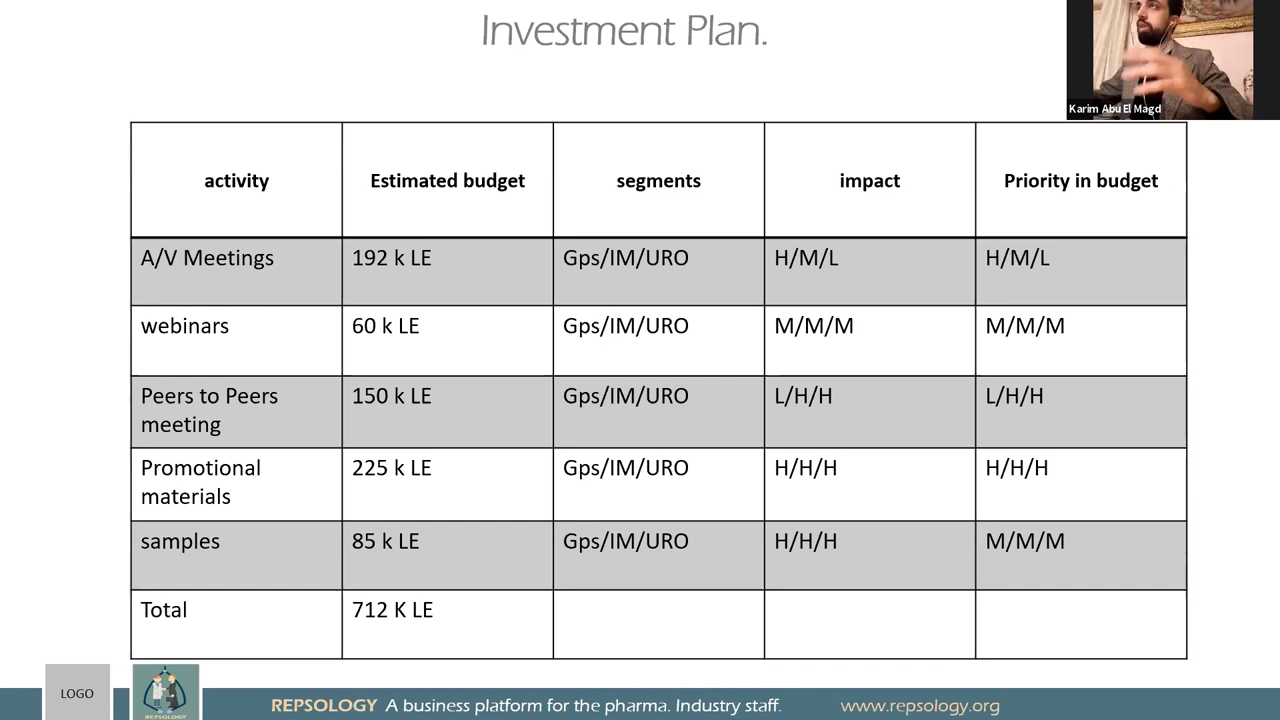 Investment Plan.
Karim Abu El Magd
activity Estimated budget segments impact Priority in budget
A/V Meetings 192 k LE Gps/IM/URO H/M/L H/M/L
webinars 60 k LE Gps/IM/URO M/M/M M/M/M
Peers to Peers 150 k LE Gps/IM/URO L/H/H L/H/H
meeting
Promotional 225 k LE Gps/IM/URO H/H/H H/H/H
materials
samples 85 k LE Gps/IM/URO H/H/H M/M/M
Total 712 K LE
LOGO
REPSOLOGY
REPSOLOGY A business platform for the pharma. Industry staff. www.repsology.org